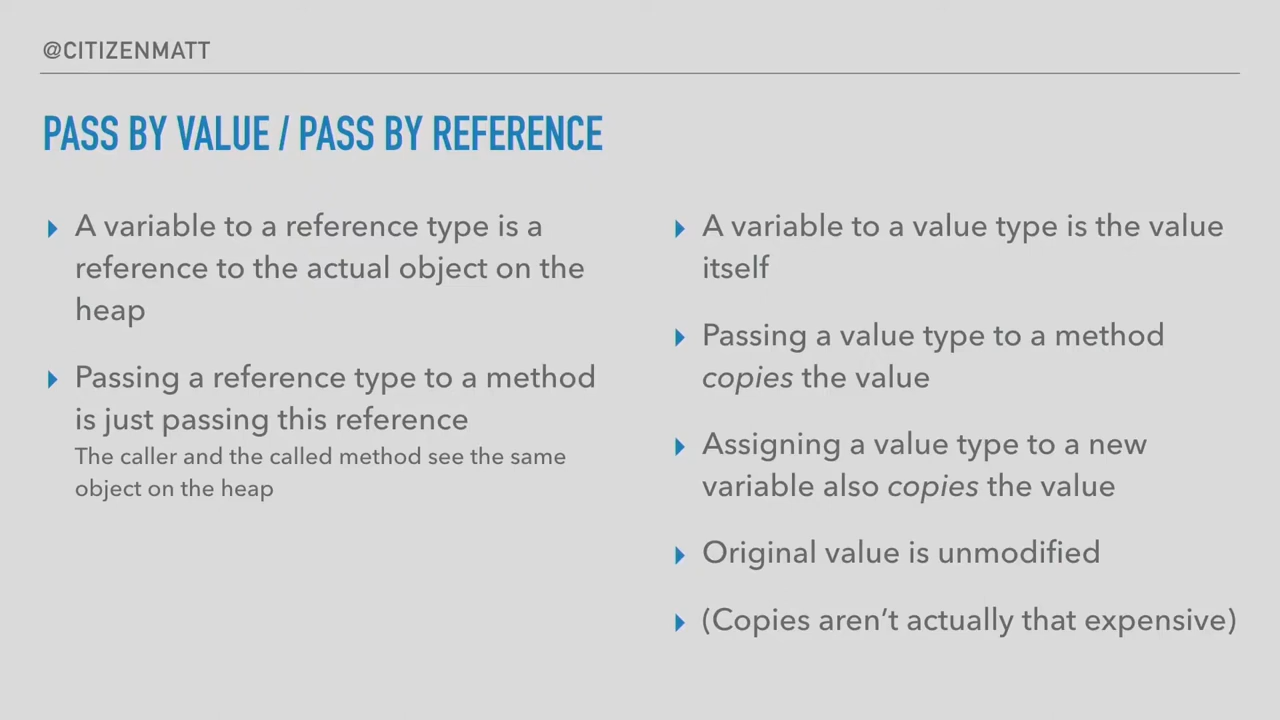 @CITIZENMATT
PASS BY VALUE / PASS BY REFERENCE
A variable to a reference type is a
reference to the actual object on the
heap
Passing a reference type to a method
is just passing this reference
The caller and the called method see the same
object on the heap
A variable to a value type is the value
itself
Passing a value type to a method
copies the value
Assigning a value type to a new
variable also copies the value
Original value is unmodified
(Copies aren’t actually that expensive)